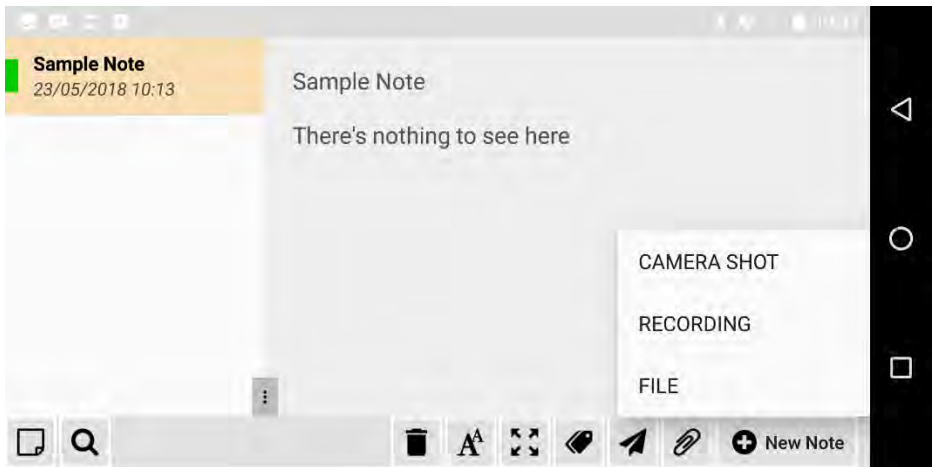 Sample Note
23/05/2018 10:13
Sample Note
There's nothing to see here
CAMERA SHOT
RECORDING
FILE
New Note